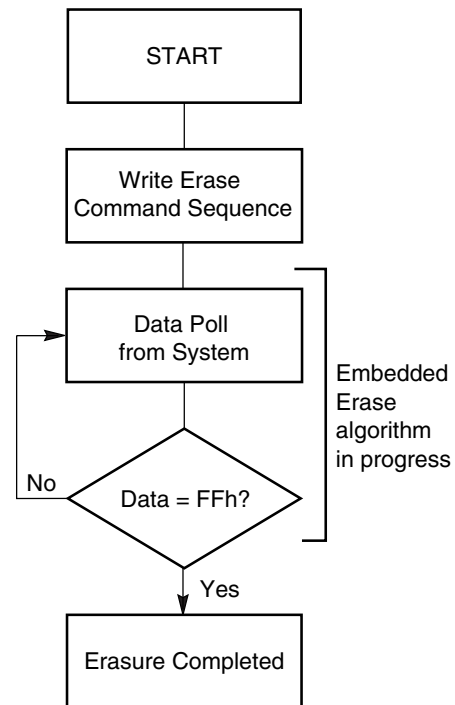 START
Write Erase
Command Sequence
Data Poll
from System
Embedded
Erase
algorithm
in progress
No
Data = FFh?
Yes
Erasure Completed